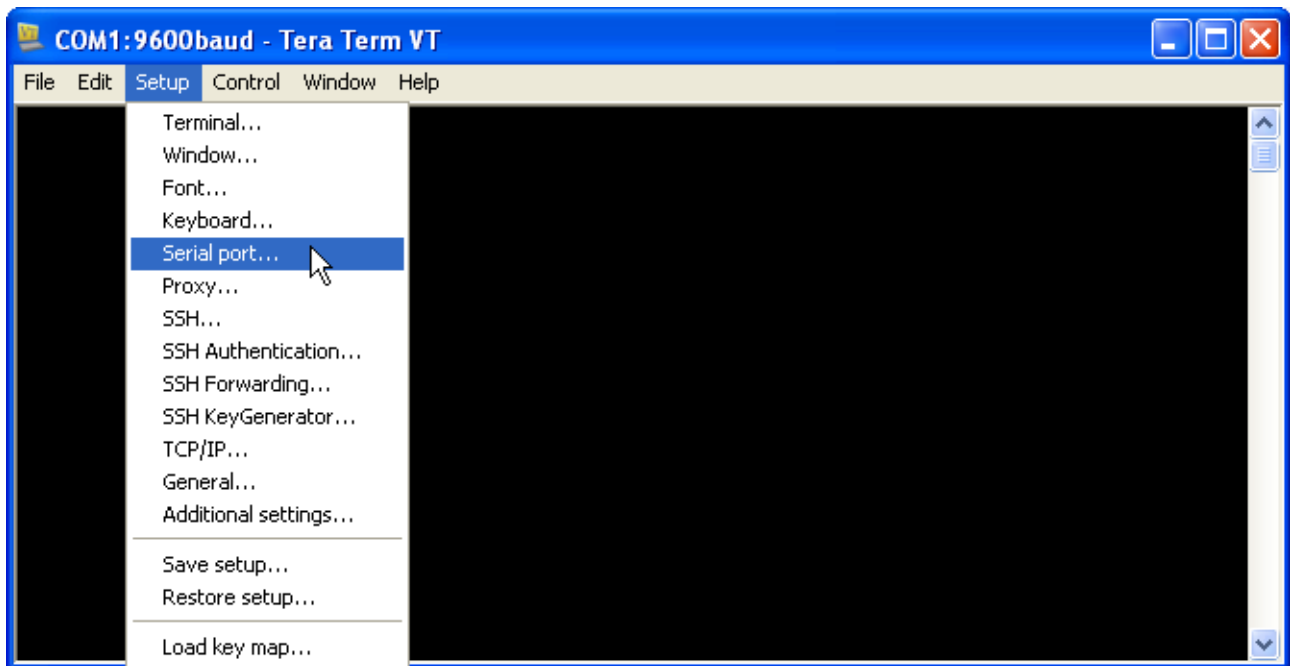 COM1:9600baud - Tera Term VT
File Edit Setup Control Window Help
Terminal...
Window...
Font...
Keyboard...
Serial port...
Proxy...
SSH...
SSH Authentication...
SSH Forwarding...
SSH KeyGenerator...
TCP/IP...
General...
Additional settings...
Save setup...
Restore setup...
Load key map...